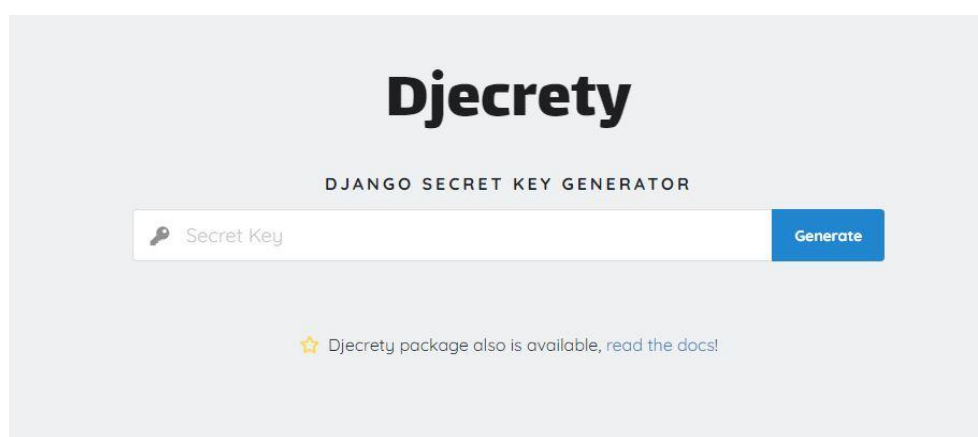 Djecrety
DJANGO SECRET KEY GENERATOR
Secret Key
Generate
Djecrety package also is available, read the docs!